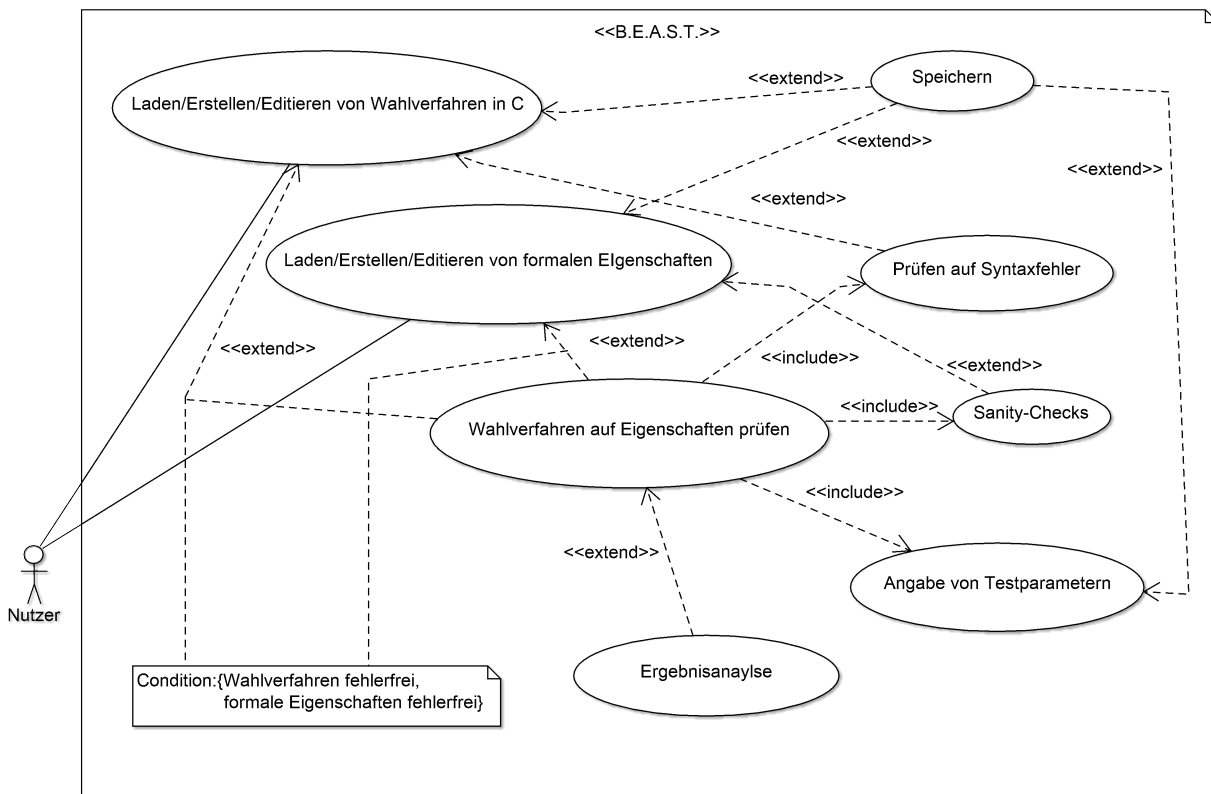 <<B.E.A.S.T.>>
Laden/Erstellen/Editieren von Wahlverfahren in C
<<extend>>
Speichern
<<extend>>
<<extend>>
<<extend>>
Laden/Erstellen/Editieren von formalen EIgenschaften
Prüfen auf Syntaxfehler
<<extend>>
<<extend>>
<<include>>
<<extend>>
Wahlverfahren auf Eigenschaften prüfen
<<include>>
Sanity-Checks
<<include>>
<<extend>>
Angabe von Testparametern
Nutzer
Ergebnisanaylse
Condition:{Wahlverfahren fehlerfrei,
formale Eigenschaften fehlerfrei}